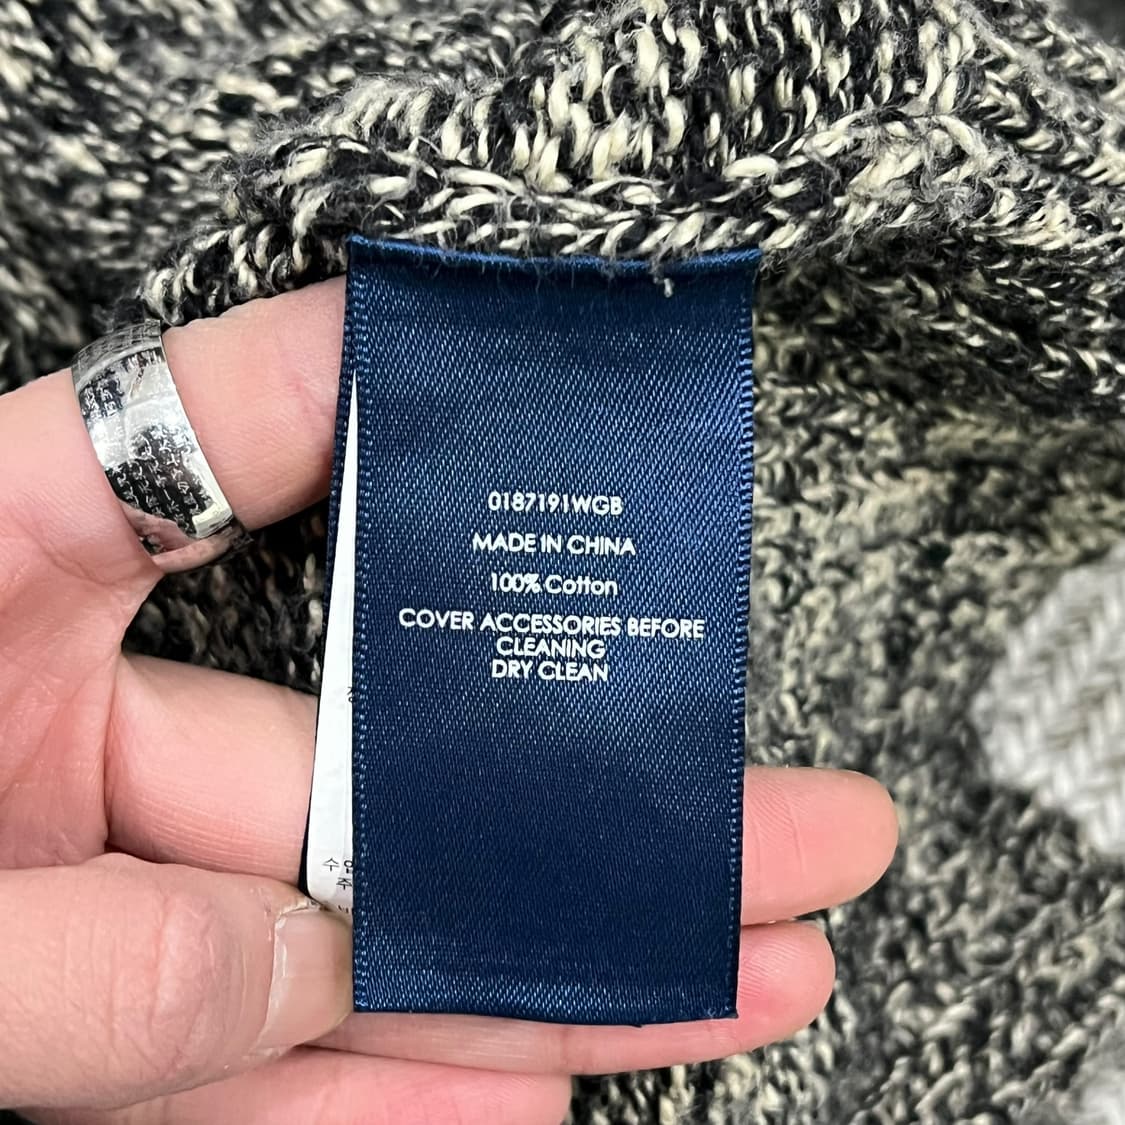 0187191WGB
MADE IN CHINA
100% Cotton
COVER ACCESSORIES BEFORE
CLEANING
DRY CLEAN